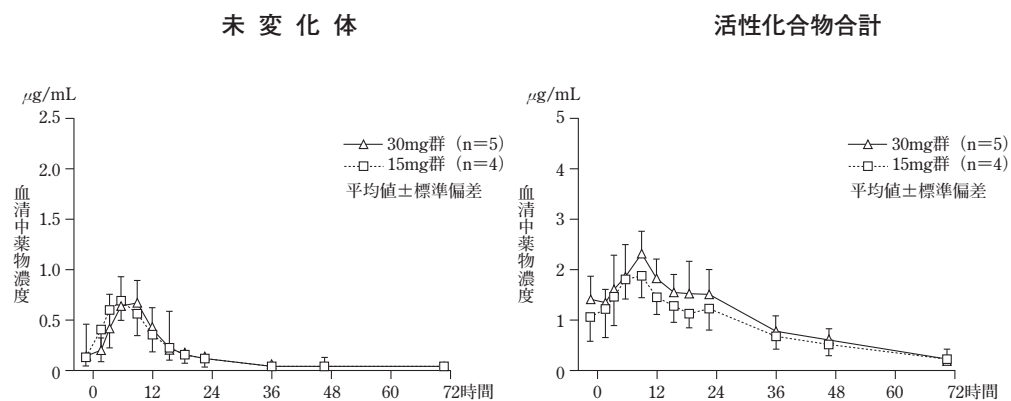 未変化体
μg/mL
2.5
2.0
1.5
1.0
0.5
0
血清中薬物濃度
30mg群（n＝5）
15mg群（n＝4）
平均値±標準偏差
0 12 24 36 48 60 72時間
活性化合物合計
μg/mL
5
4
3
2
1
0
血清中薬物濃度
30mg群（n＝5）
15mg群（n＝4）
平均値±標準偏差
0 12 24 36 48 60 72時間